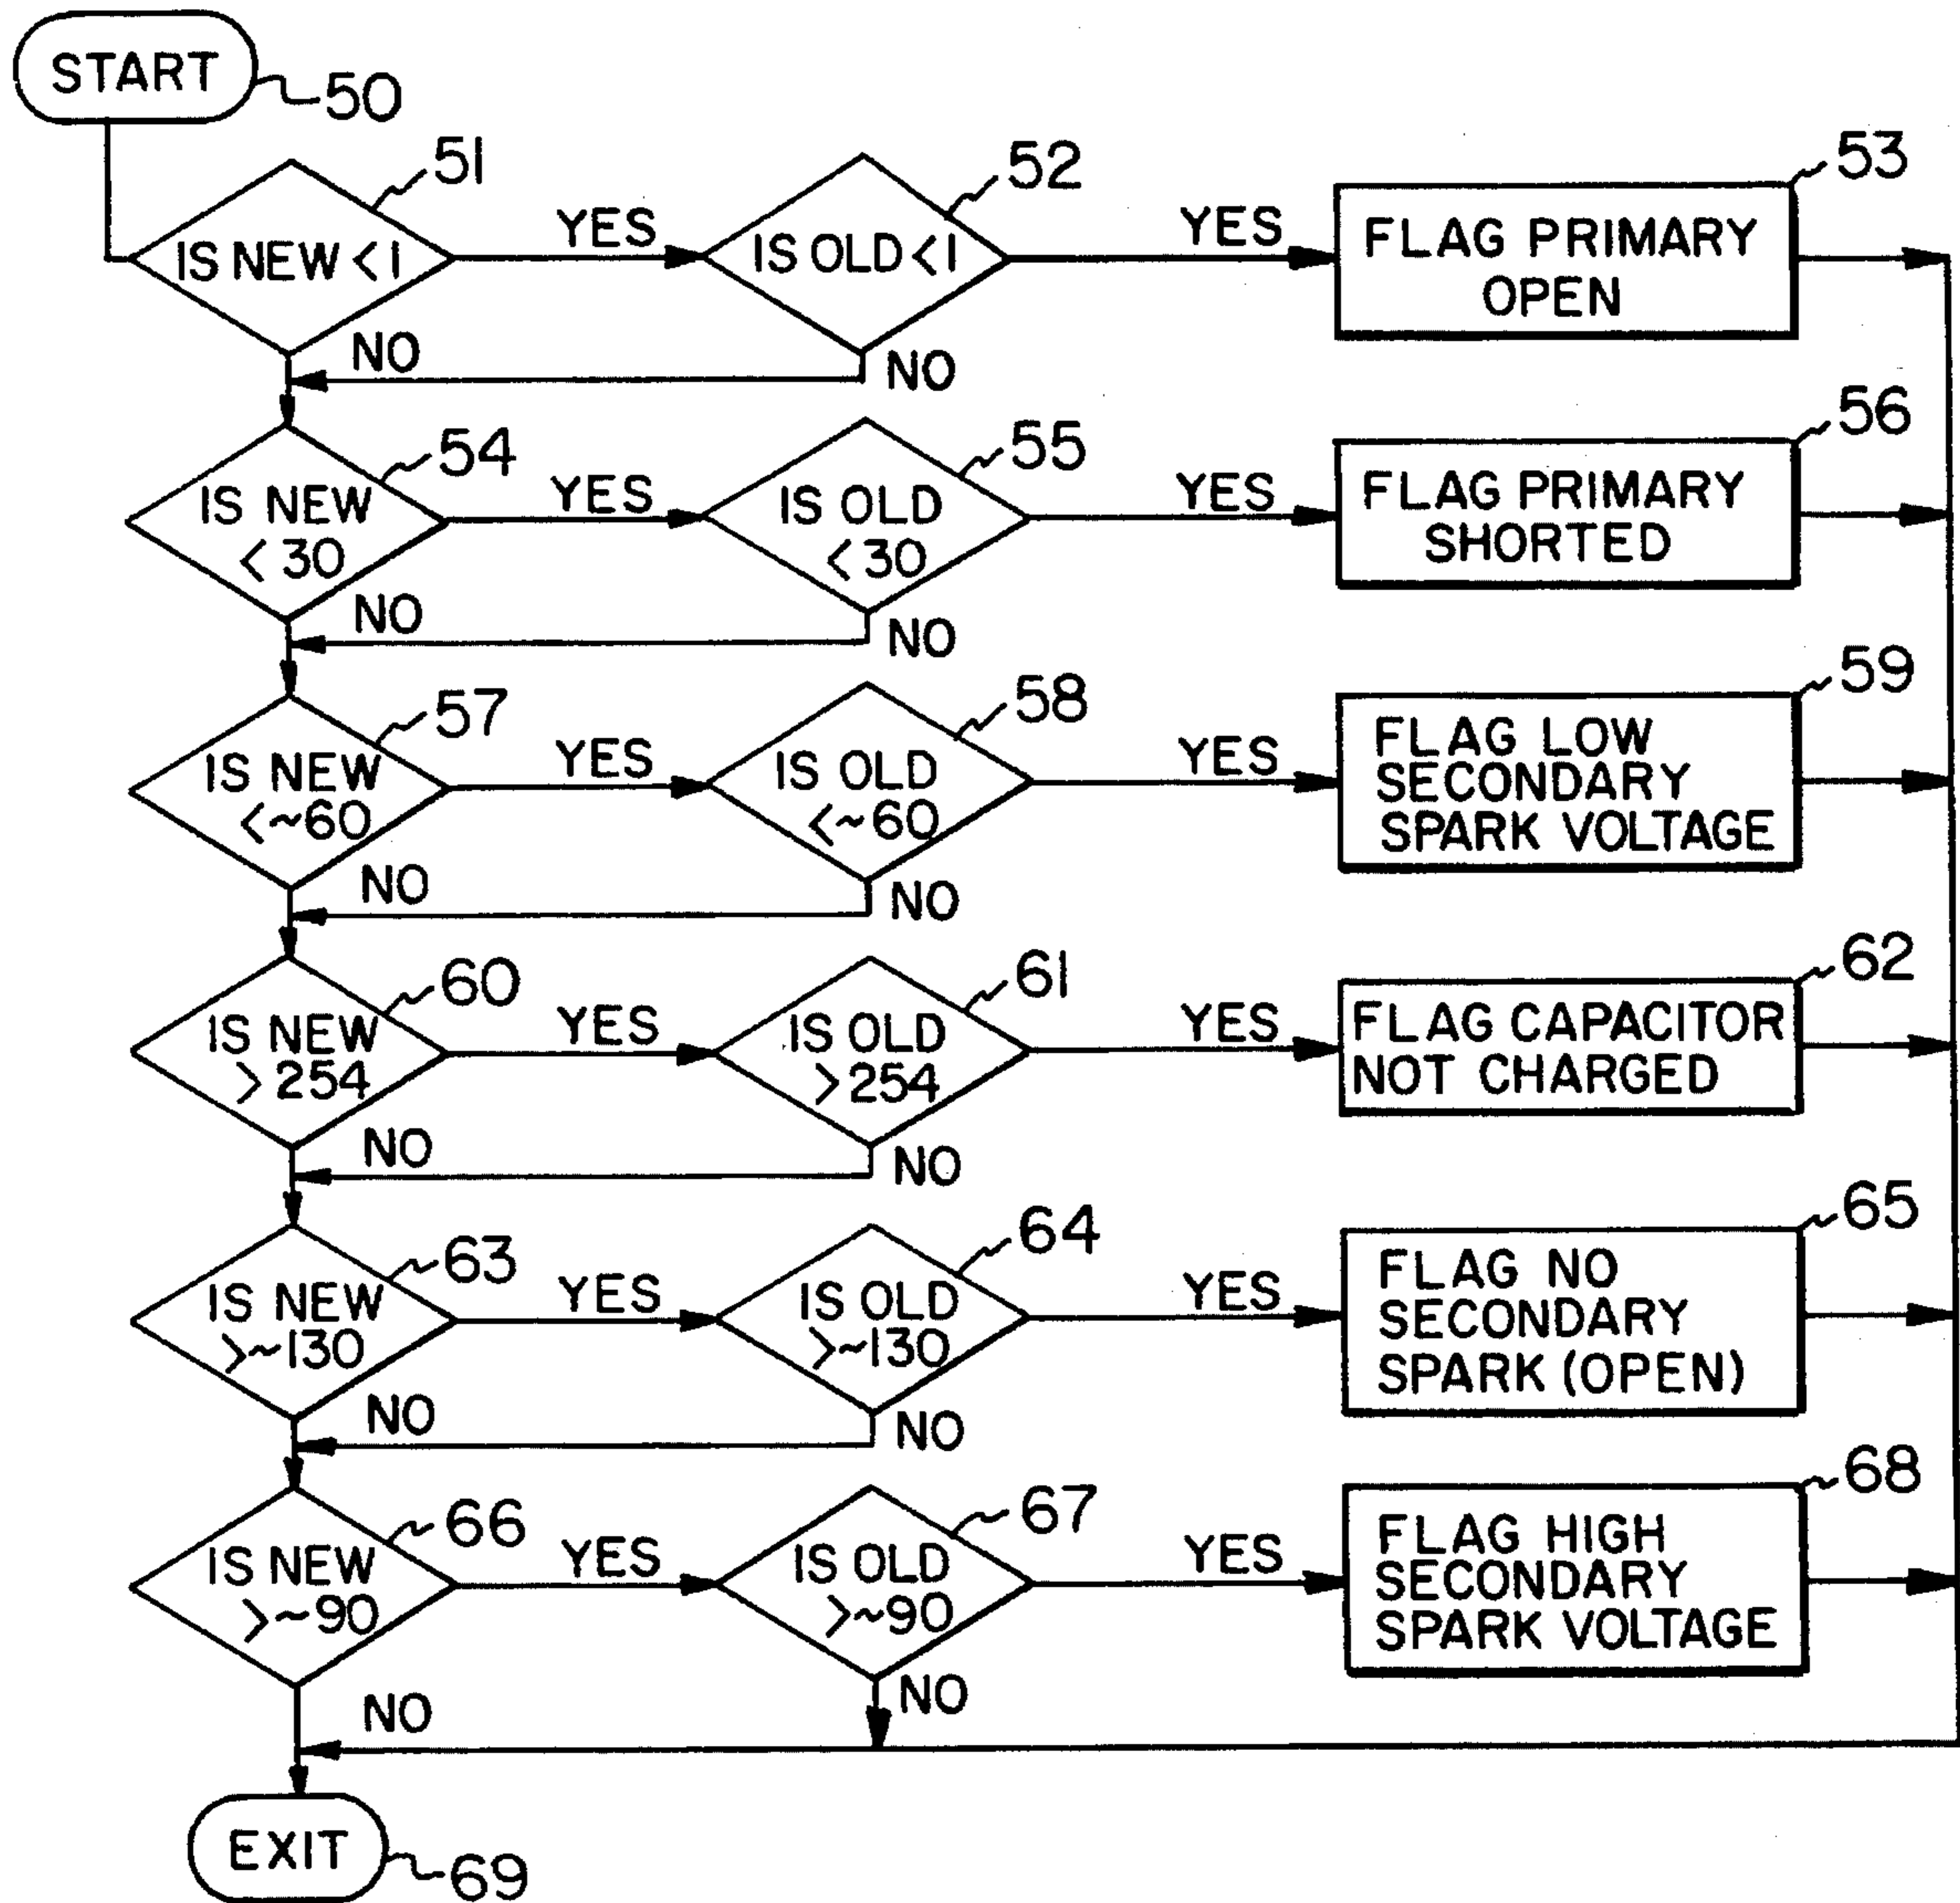 START
50
51
IS NEW <1
YES
52
IS OLD <1
YES
53
FLAG PRIMARY
OPEN
NO
NO
54
IS NEW
< 30
YES
55
IS OLD
< 30
YES
56
FLAG PRIMARY
SHORTED
NO
NO
57
IS NEW
<~60
YES
58
IS OLD
<~60
YES
59
FLAG LOW
SECONDARY
SPARK VOLTAGE
NO
NO
60
IS NEW
> 254
YES
61
IS OLD
> 254
YES
62
FLAG CAPACITOR
NOT CHARGED
NO
NO
63
IS NEW
>~130
YES
64
IS OLD
>~130
YES
65
FLAG NO
SECONDARY
SPARK (OPEN)
NO
NO
66
IS NEW
>~90
YES
67
IS OLD
>~90
YES
68
FLAG HIGH
SECONDARY
SPARK VOLTAGE
NO
NO
EXIT
69